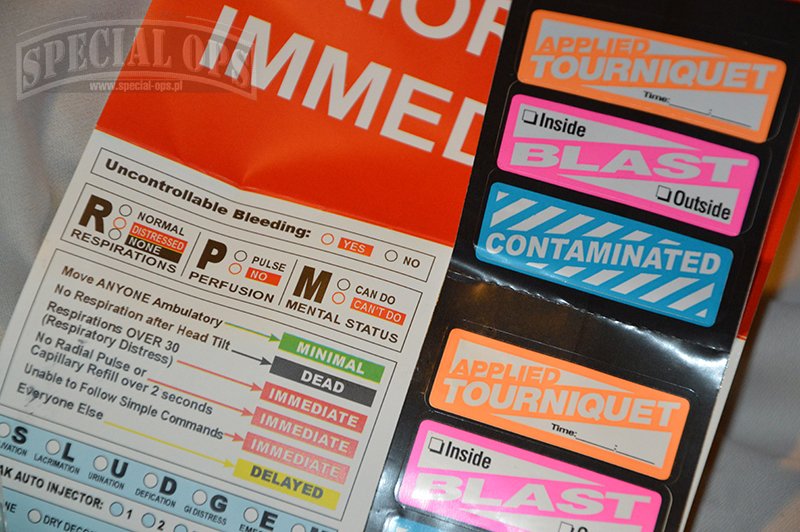 SPECIAL OPS
www.special-ops.pl
IMMED
Uncontrollable Bleeding: YES NO
R NORMAL
DISTRESSED
NONE
RESPIRATIONS
P PULSE
NO
PERFUSION
M CAN DO
CAN'T DO
MENTAL STATUS
Move ANYONE Ambulatory
MINIMAL
No Respiration after Head Tilt
DEAD
Respirations OVER 30
(Respiratory Distress)
IMMEDIATE
No Radial Pulse or
Capillary Refill over 2 seconds
IMMEDIATE
Unable to Follow Simple Commands
IMMEDIATE
Everyone Else
DELAYED
S L U D G E
LACRIMATION URINATION DEFICATION GI DISTRESS
AUTO INJECTOR: 1 2
DRY
APPLIED
TOURNIQUET
Time:
Inside
BLAST
Outside
CONTAMINATED
APPLIED
TOURNIQUET
Time:
Inside
BLAST